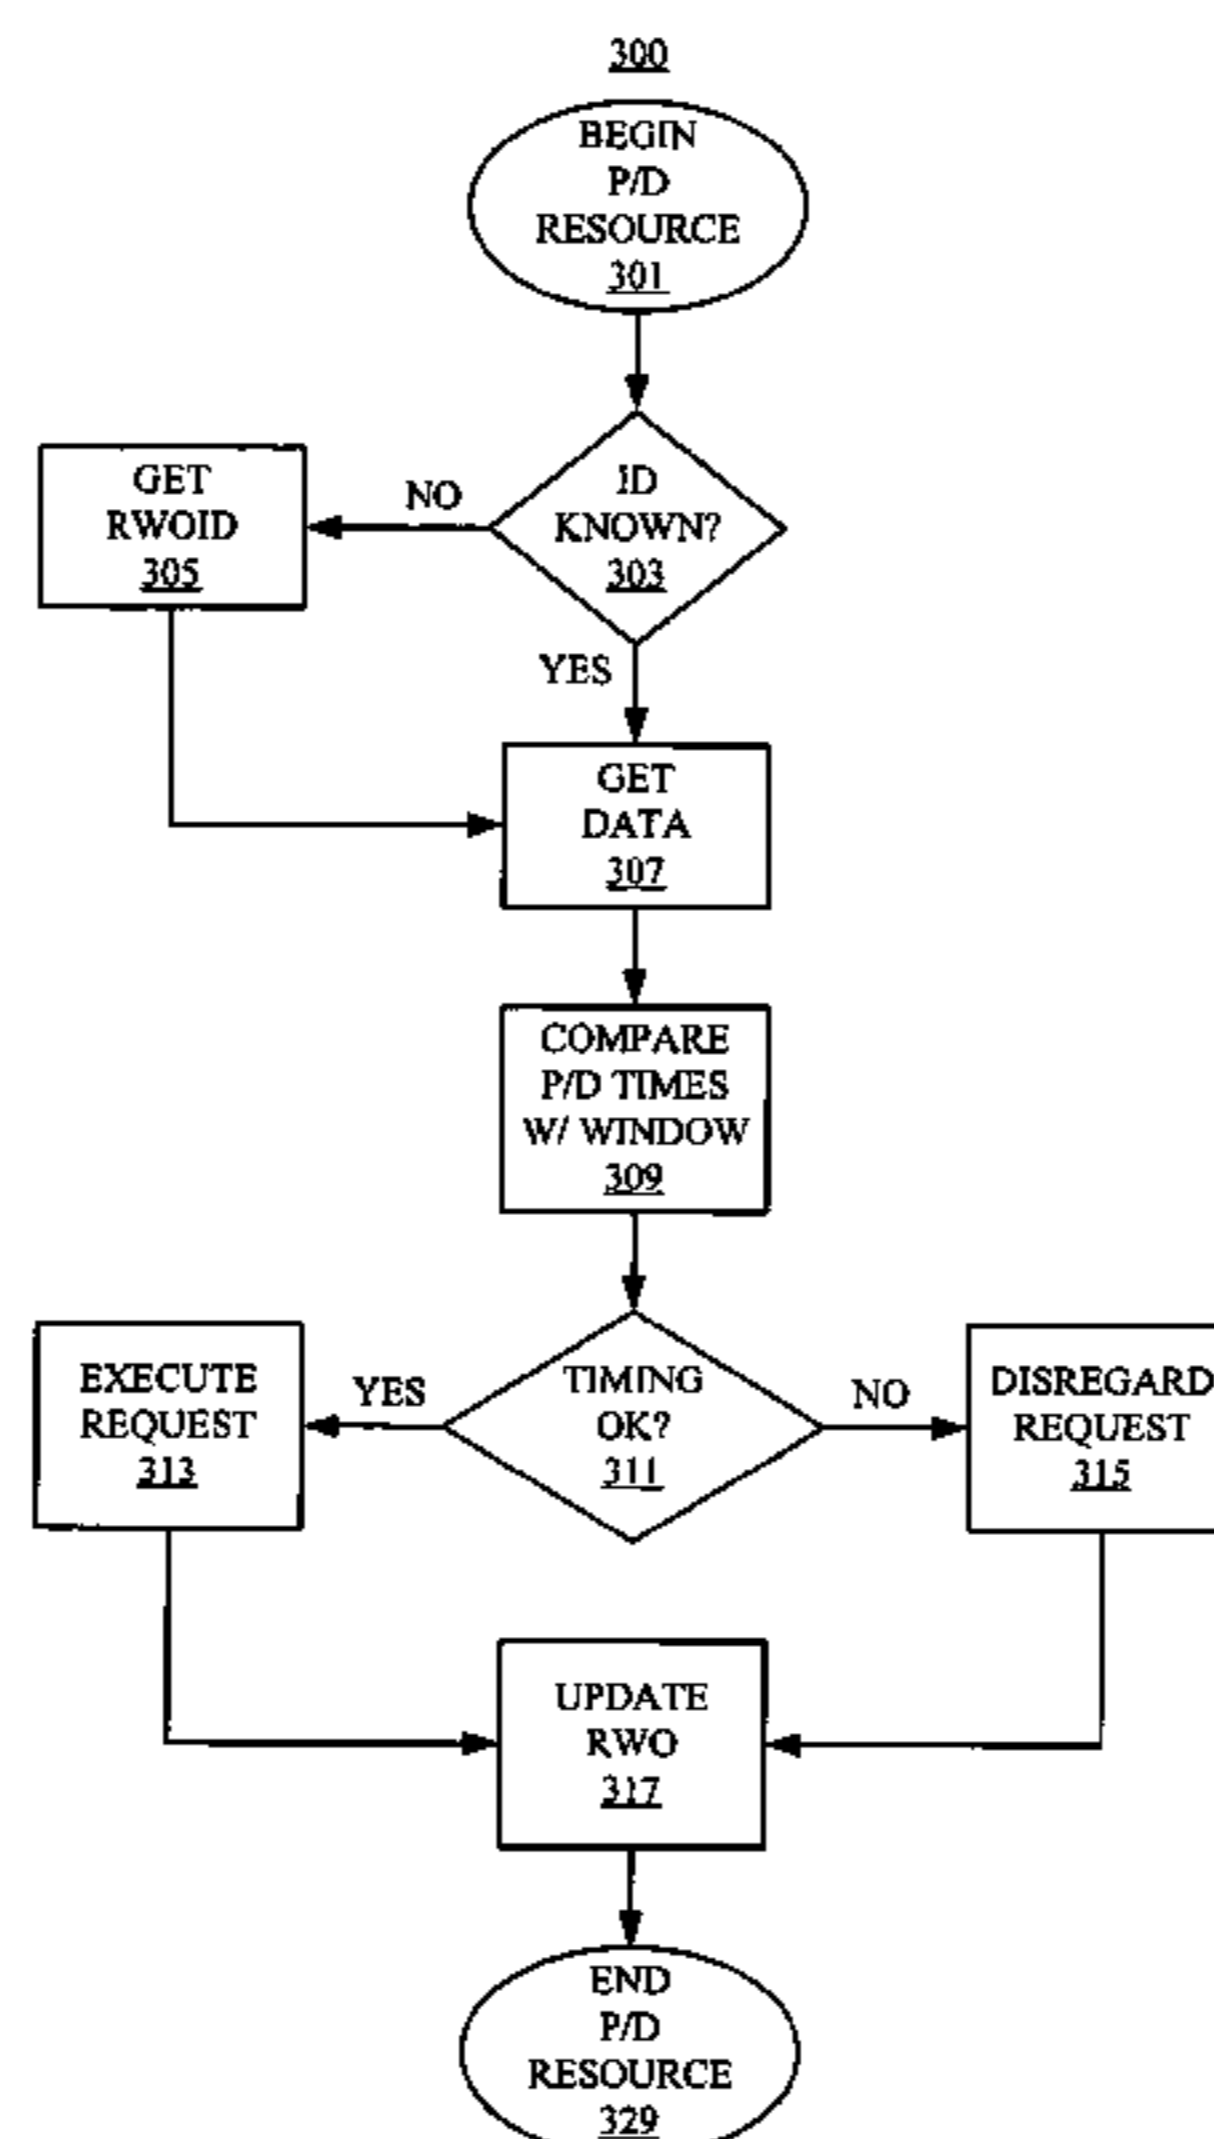 300
BEGIN
P/D
RESOURCE
301
ID
KNOWN?
303
NO
GET
RWOID
305
YES
GET
DATA
307
COMPARE
P/D TIMES
W/ WINDOW
309
TIMING
OK?
311
YES
EXECUTE
REQUEST
313
NO
DISREGARD
REQUEST
315
UPDATE
RWO
317
END
P/D
RESOURCE
329